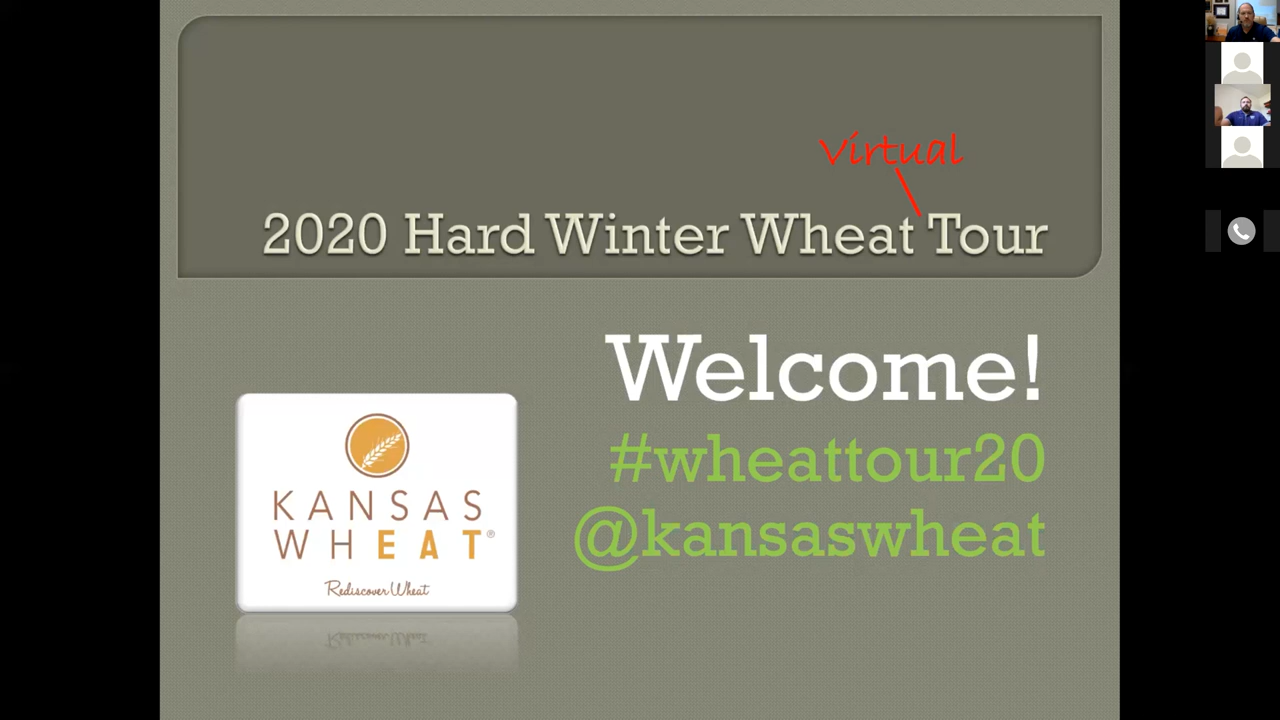 Virtual
2020 Hard Winter Wheat Tour
Welcome!
#wheattour20
@kansaswheat
KANSAS
WHEAT®
Rediscover Wheat